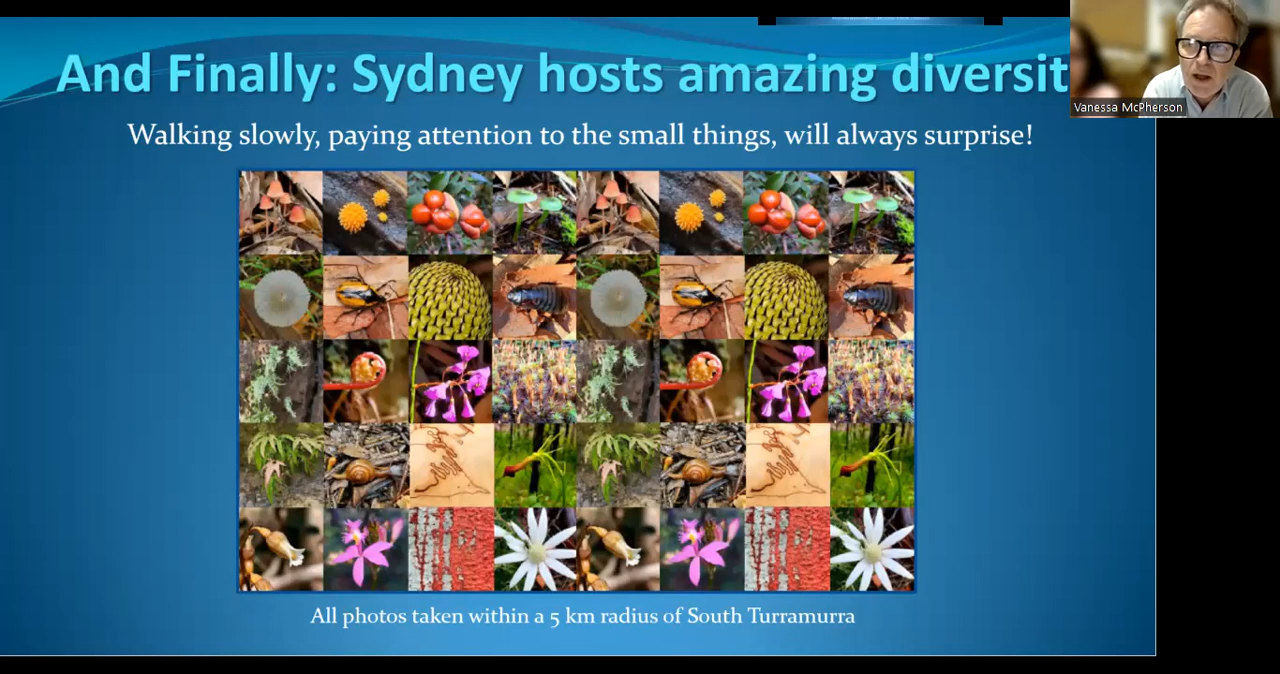 And Finally: Sydney hosts amazing diversit
Vanessa McPherson
Walking slowly, paying attention to the small things, will always surprise!
All photos taken within a 5 km radius of South Turramurra